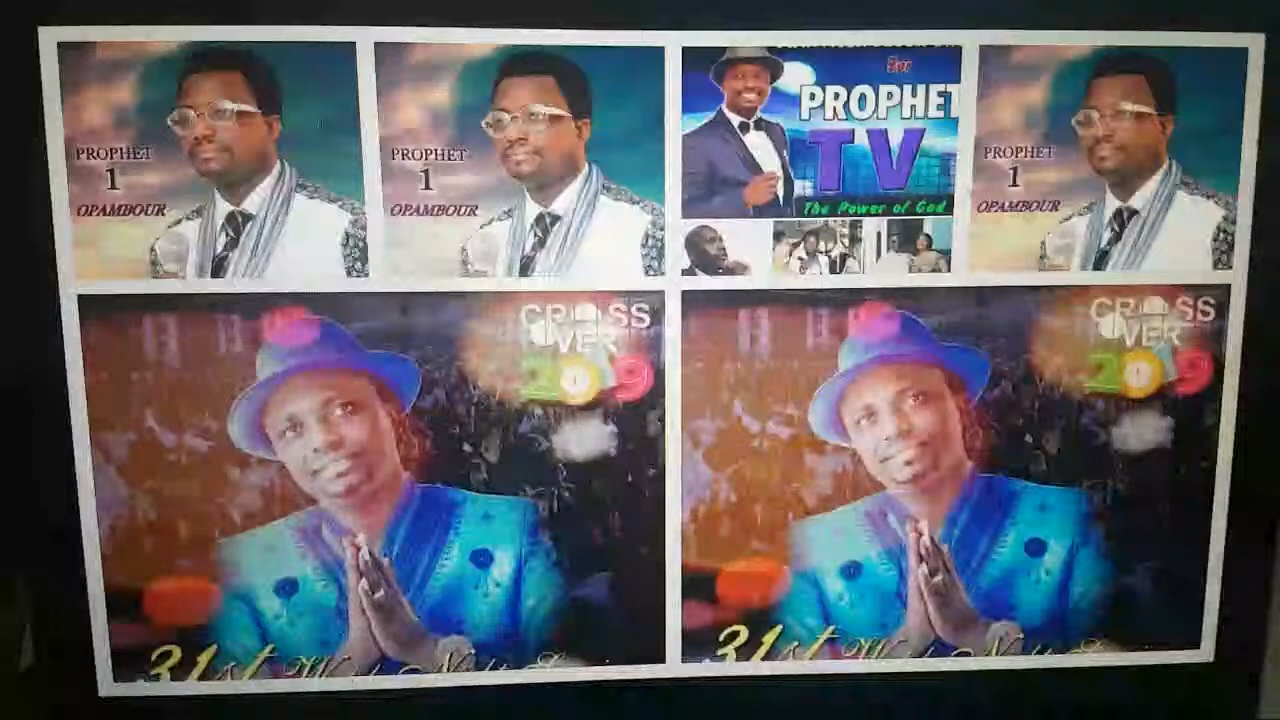 PROPHET
1
OPAMBOUR
PROPHET
1
OPAMBOUR
PROPHET
TV
The Power of God
PROPHET
1
OPAMBOUR
CROSS
OVER
2019
31st
CROSS
OVER
2019
31st